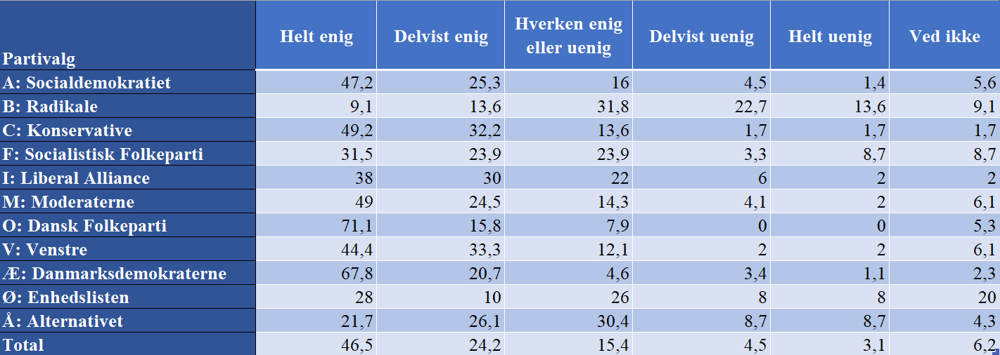 Partivalg Helt enig Delvist enig Hverken enig eller uenig Delvist uenig Helt uenig Ved ikke
A: Socialdemokratiet 47,2 25,3 16 4,5 1,4 5,6
B: Radikale 9,1 13,6 31,8 22,7 13,6 9,1
C: Konservative 49,2 32,2 13,6 1,7 1,7 1,7
F: Socialistisk Folkeparti 31,5 23,9 23,9 3,3 8,7 8,7
I: Liberal Alliance 38 30 22 6 2 2
M: Moderaterne 49 24,5 14,3 4,1 2 6,1
O: Dansk Folkeparti 71,1 15,8 7,9 0 0 5,3
V: Venstre 44,4 33,3 12,1 2 2 6,1
Æ: Danmarksdemokraterne 67,8 20,7 4,6 3,4 1,1 2,3
Ø: Enhedslisten 28 10 26 8 8 20
Å: Alternativet 21,7 26,1 30,4 8,7 8,7 4,3
Total 46,5 24,2 15,4 4,5 3,1 6,2